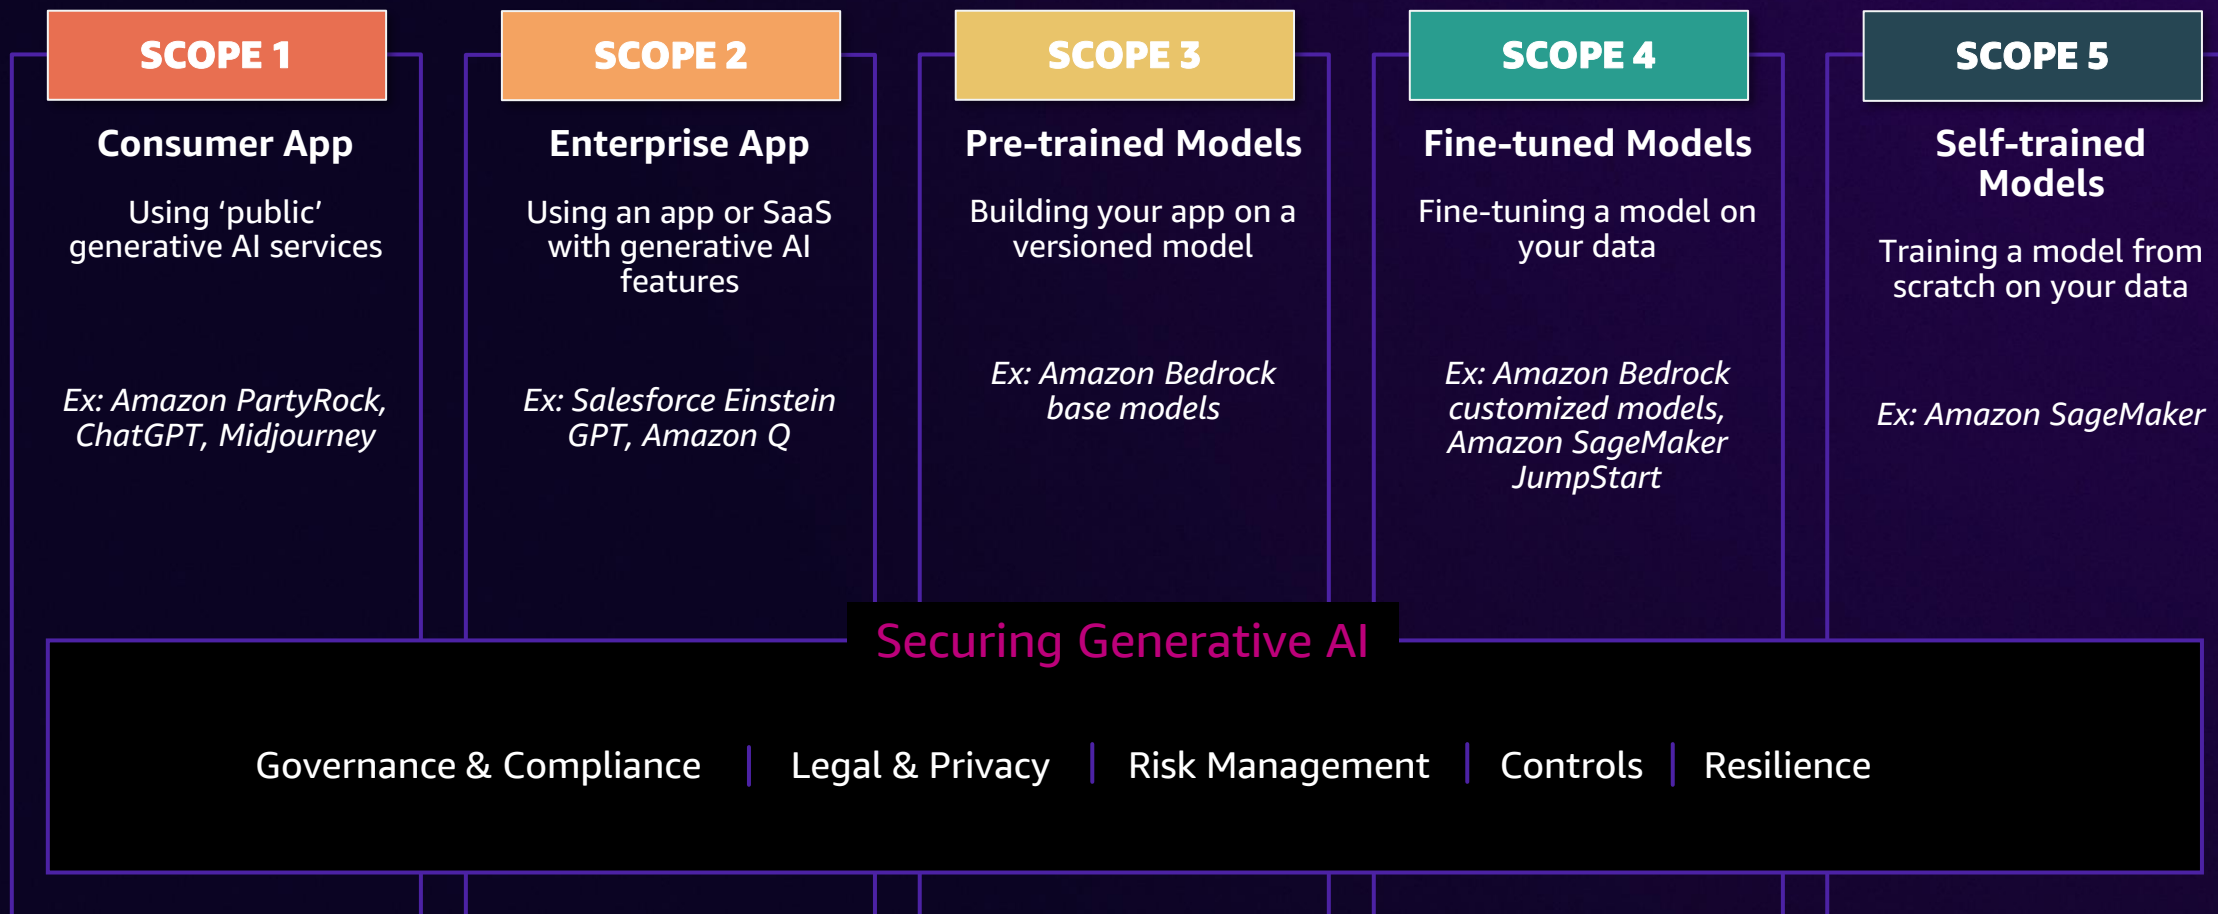 SCOPE 1
Consumer App
Using ‘public’
generative AI services
Ex: Amazon PartyRock,
ChatGPT, Midjourney
SCOPE 2
Enterprise App
Using an app or SaaS
with generative AI
features
Ex: Salesforce Einstein
GPT, Amazon Q
SCOPE 3
Pre-trained Models
Building your app on a
versioned model
Ex: Amazon Bedrock
base models
SCOPE 4
Fine-tuned Models
Fine-tuning a model on
your data
Ex: Amazon Bedrock
customized models,
Amazon SageMaker
JumpStart
SCOPE 5
Self-trained
Models
Training a model from
scratch on your data
Ex: Amazon SageMaker
Securing Generative AI
Governance & Compliance | Legal & Privacy | Risk Management | Controls | Resilience